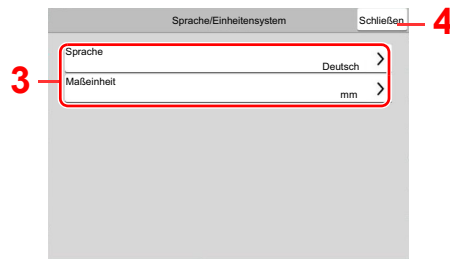 Sprache/Einheitensystem Schließen 4
Sprache
Deutsch
3
Maßeinheit
mm